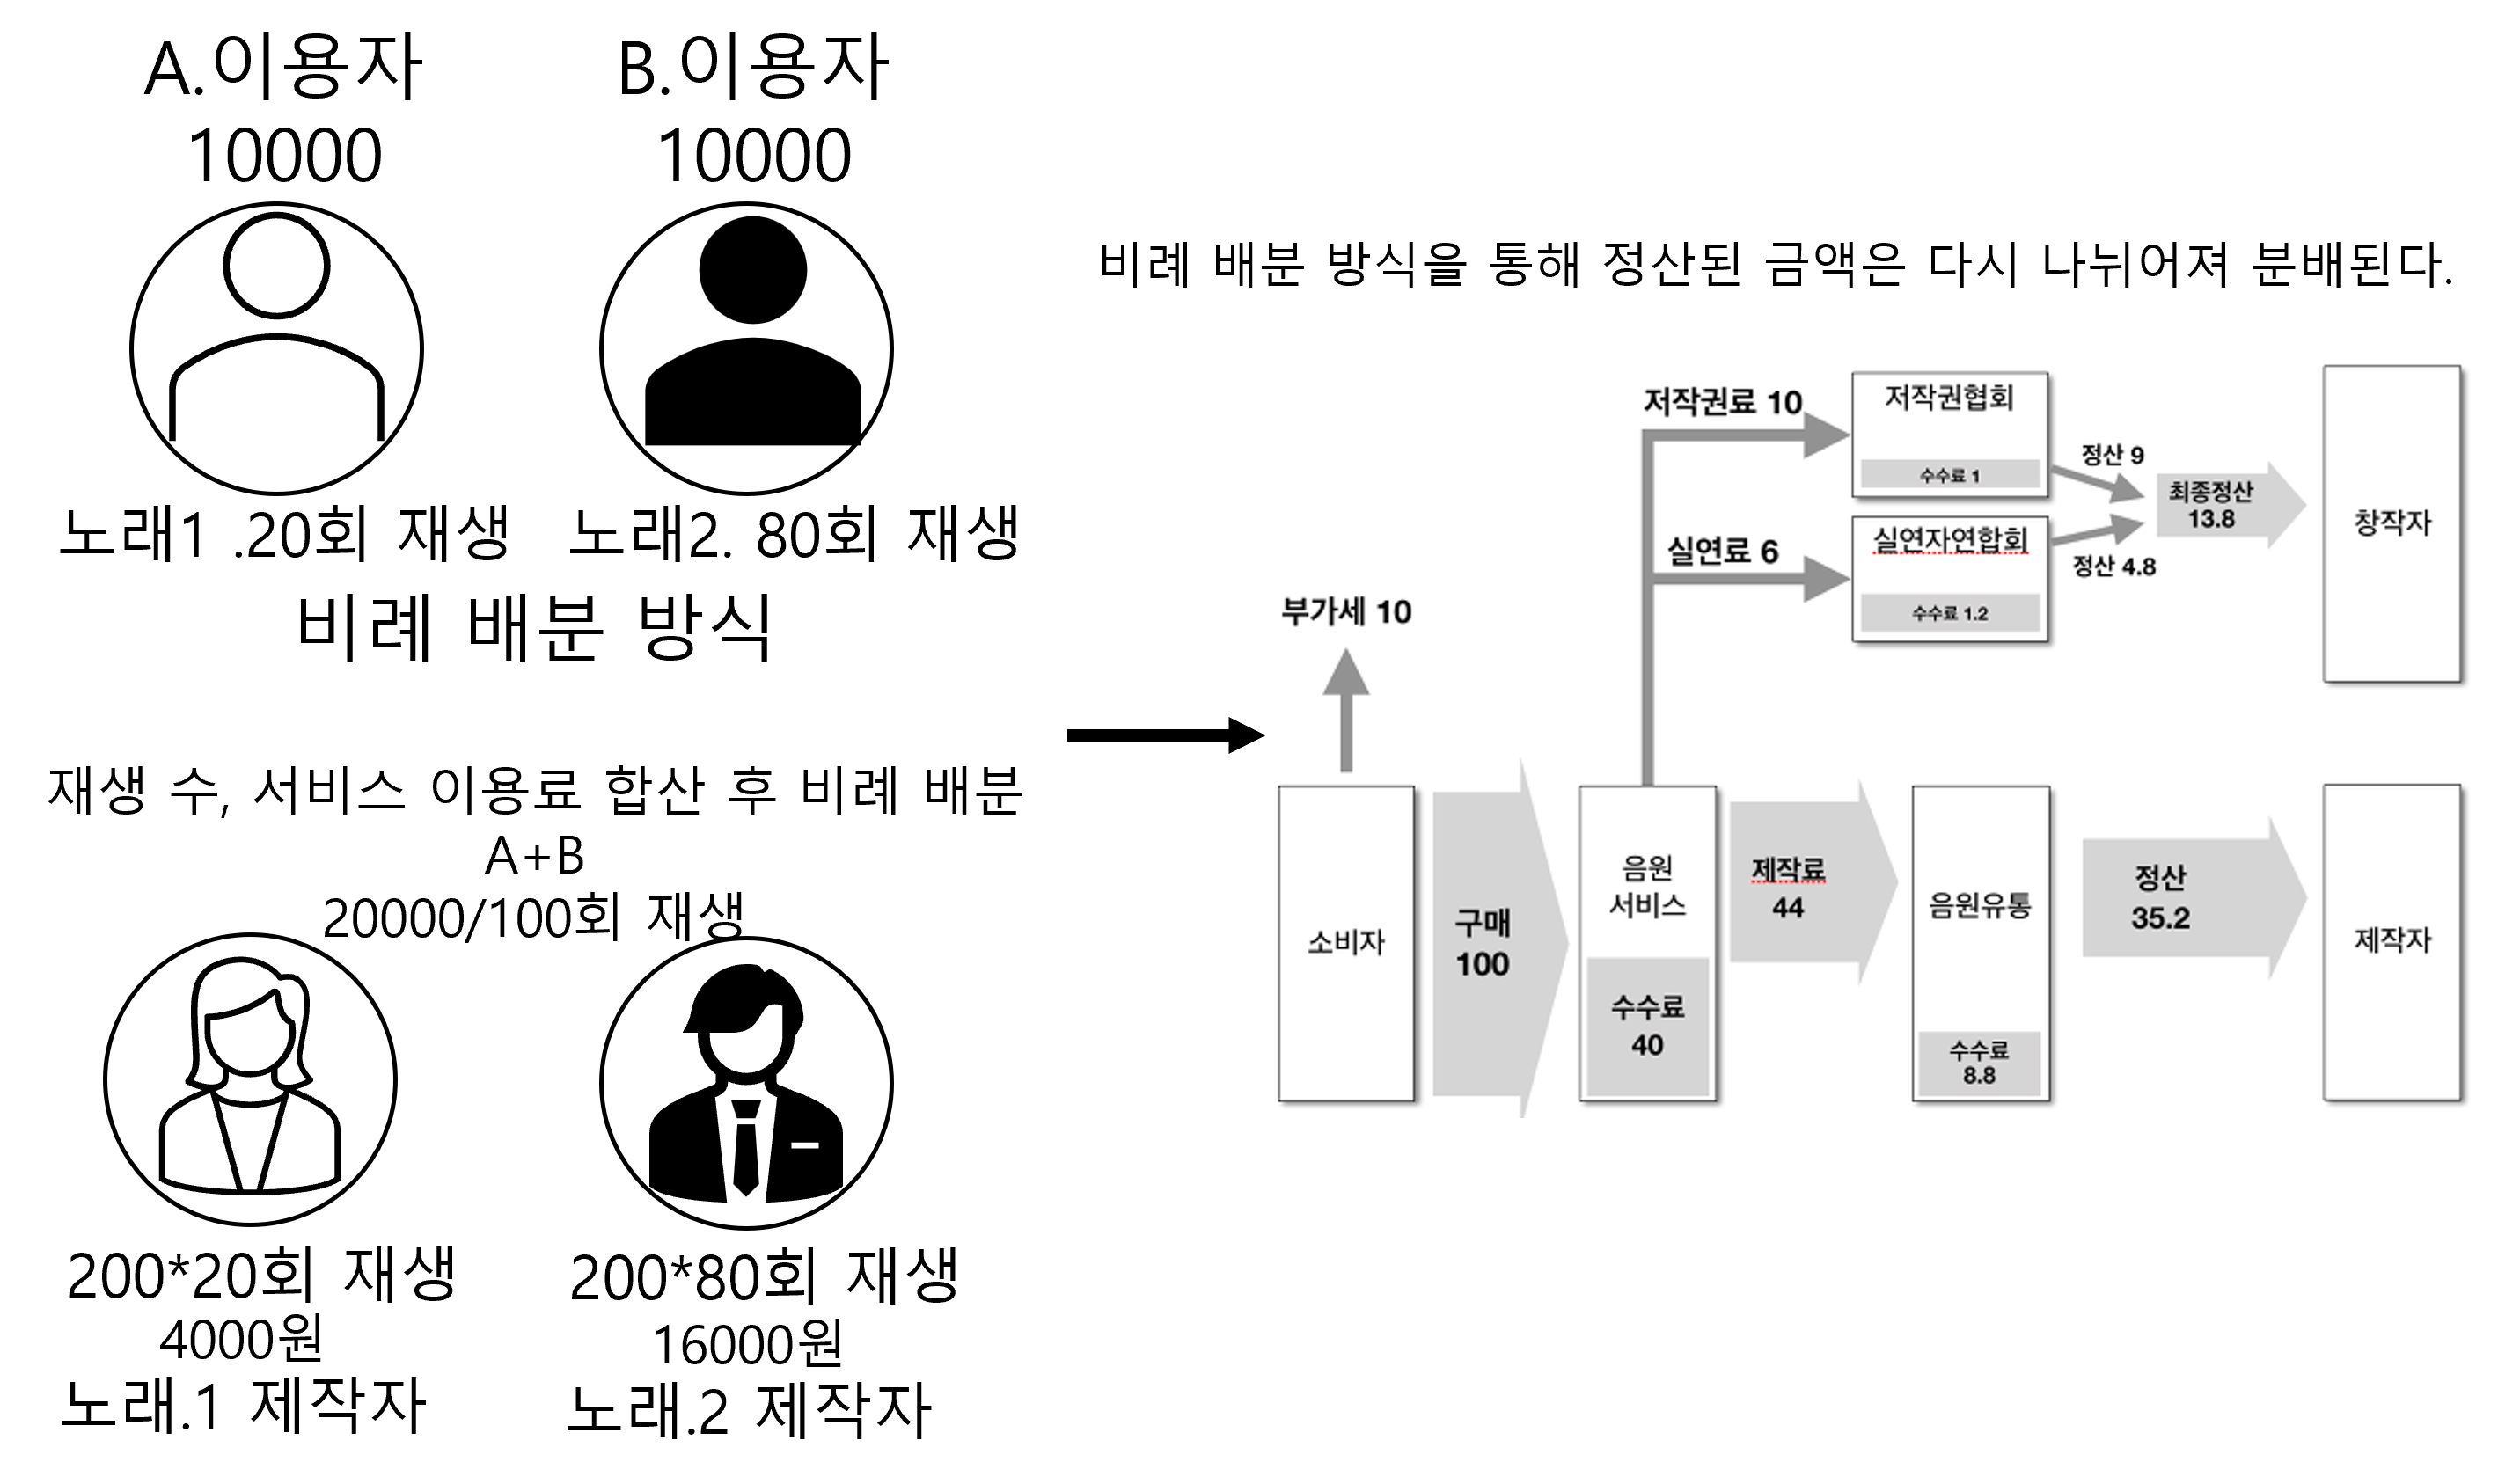 A.이용자
10000
B.이용자
10000
노래1 .20회 재생
노래2. 80회 재생
비례 배분 방식
재생 수, 서비스 이용료 합산 후 비례 배분
A+B
20000/100회 재생
200*20회 재생
4000원
노래.1 제작자
200*80회 재생
16000원
노래.2 제작자
비례 배분 방식을 통해 정산된 금액은 다시 나뉘어져 분배된다.
저작권료 10
저작권협회
수수료 1
정산 9
실연료 6
실연자연합회
수수료 1.2
정산 4.8
최종정산
13.8
창작자
부가세 10
소비자
구매
100
음원
서비스
수수료
40
제작료
44
음원유통
수수료
8.8
정산
35.2
제작자